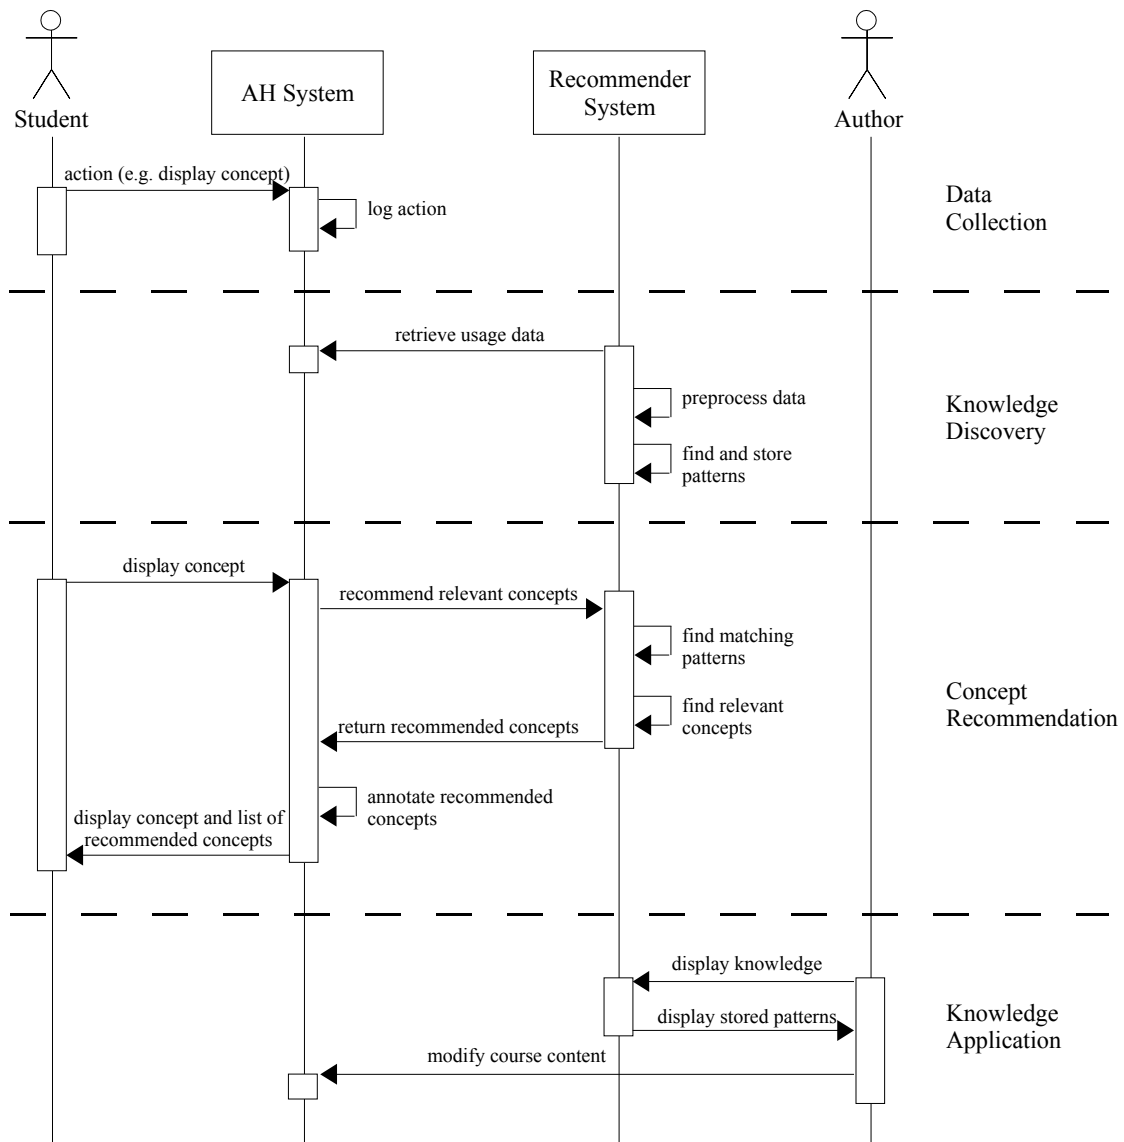 Student
AH System
Recommender
System
Author
action (e.g. display concept)
log action
Data
Collection
retrieve usage data
preprocess data
find and store
patterns
Knowledge
Discovery
display concept
recommend relevant concepts
find matching
patterns
find relevant
concepts
return recommended concepts
Concept
Recommendation
annotate recommended
concepts
display concept and list of
recommended concepts
display knowledge
display stored patterns
modify course content
Knowledge
Application